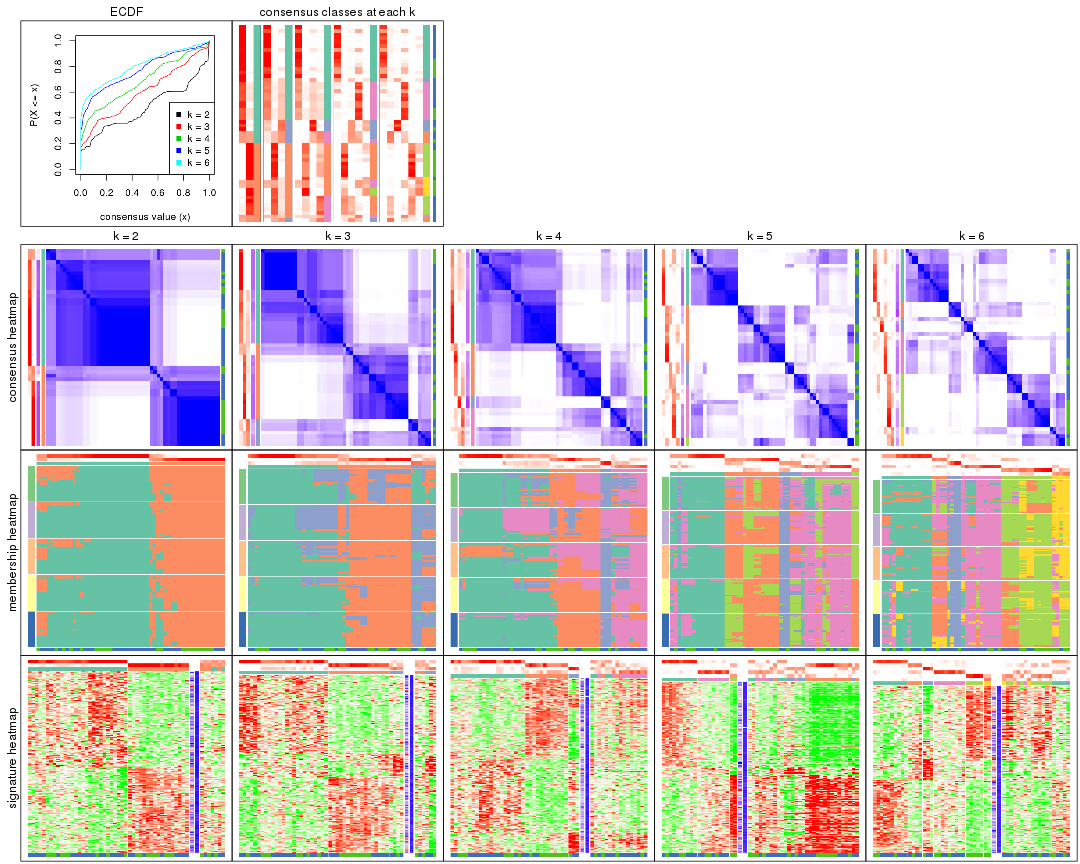 ECDF
consensus classes at each k
P(X <= x)
0.0 0.2 0.4 0.6 0.8 1.0
k = 2
k = 3
k = 4
k = 5
k = 6
0.0 0.2 0.4 0.6 0.8 1.0
consensus value (x)
k = 2 k = 3 k = 4 k = 5 k = 6
consensus heatmap
membership heatmap
signature heatmap